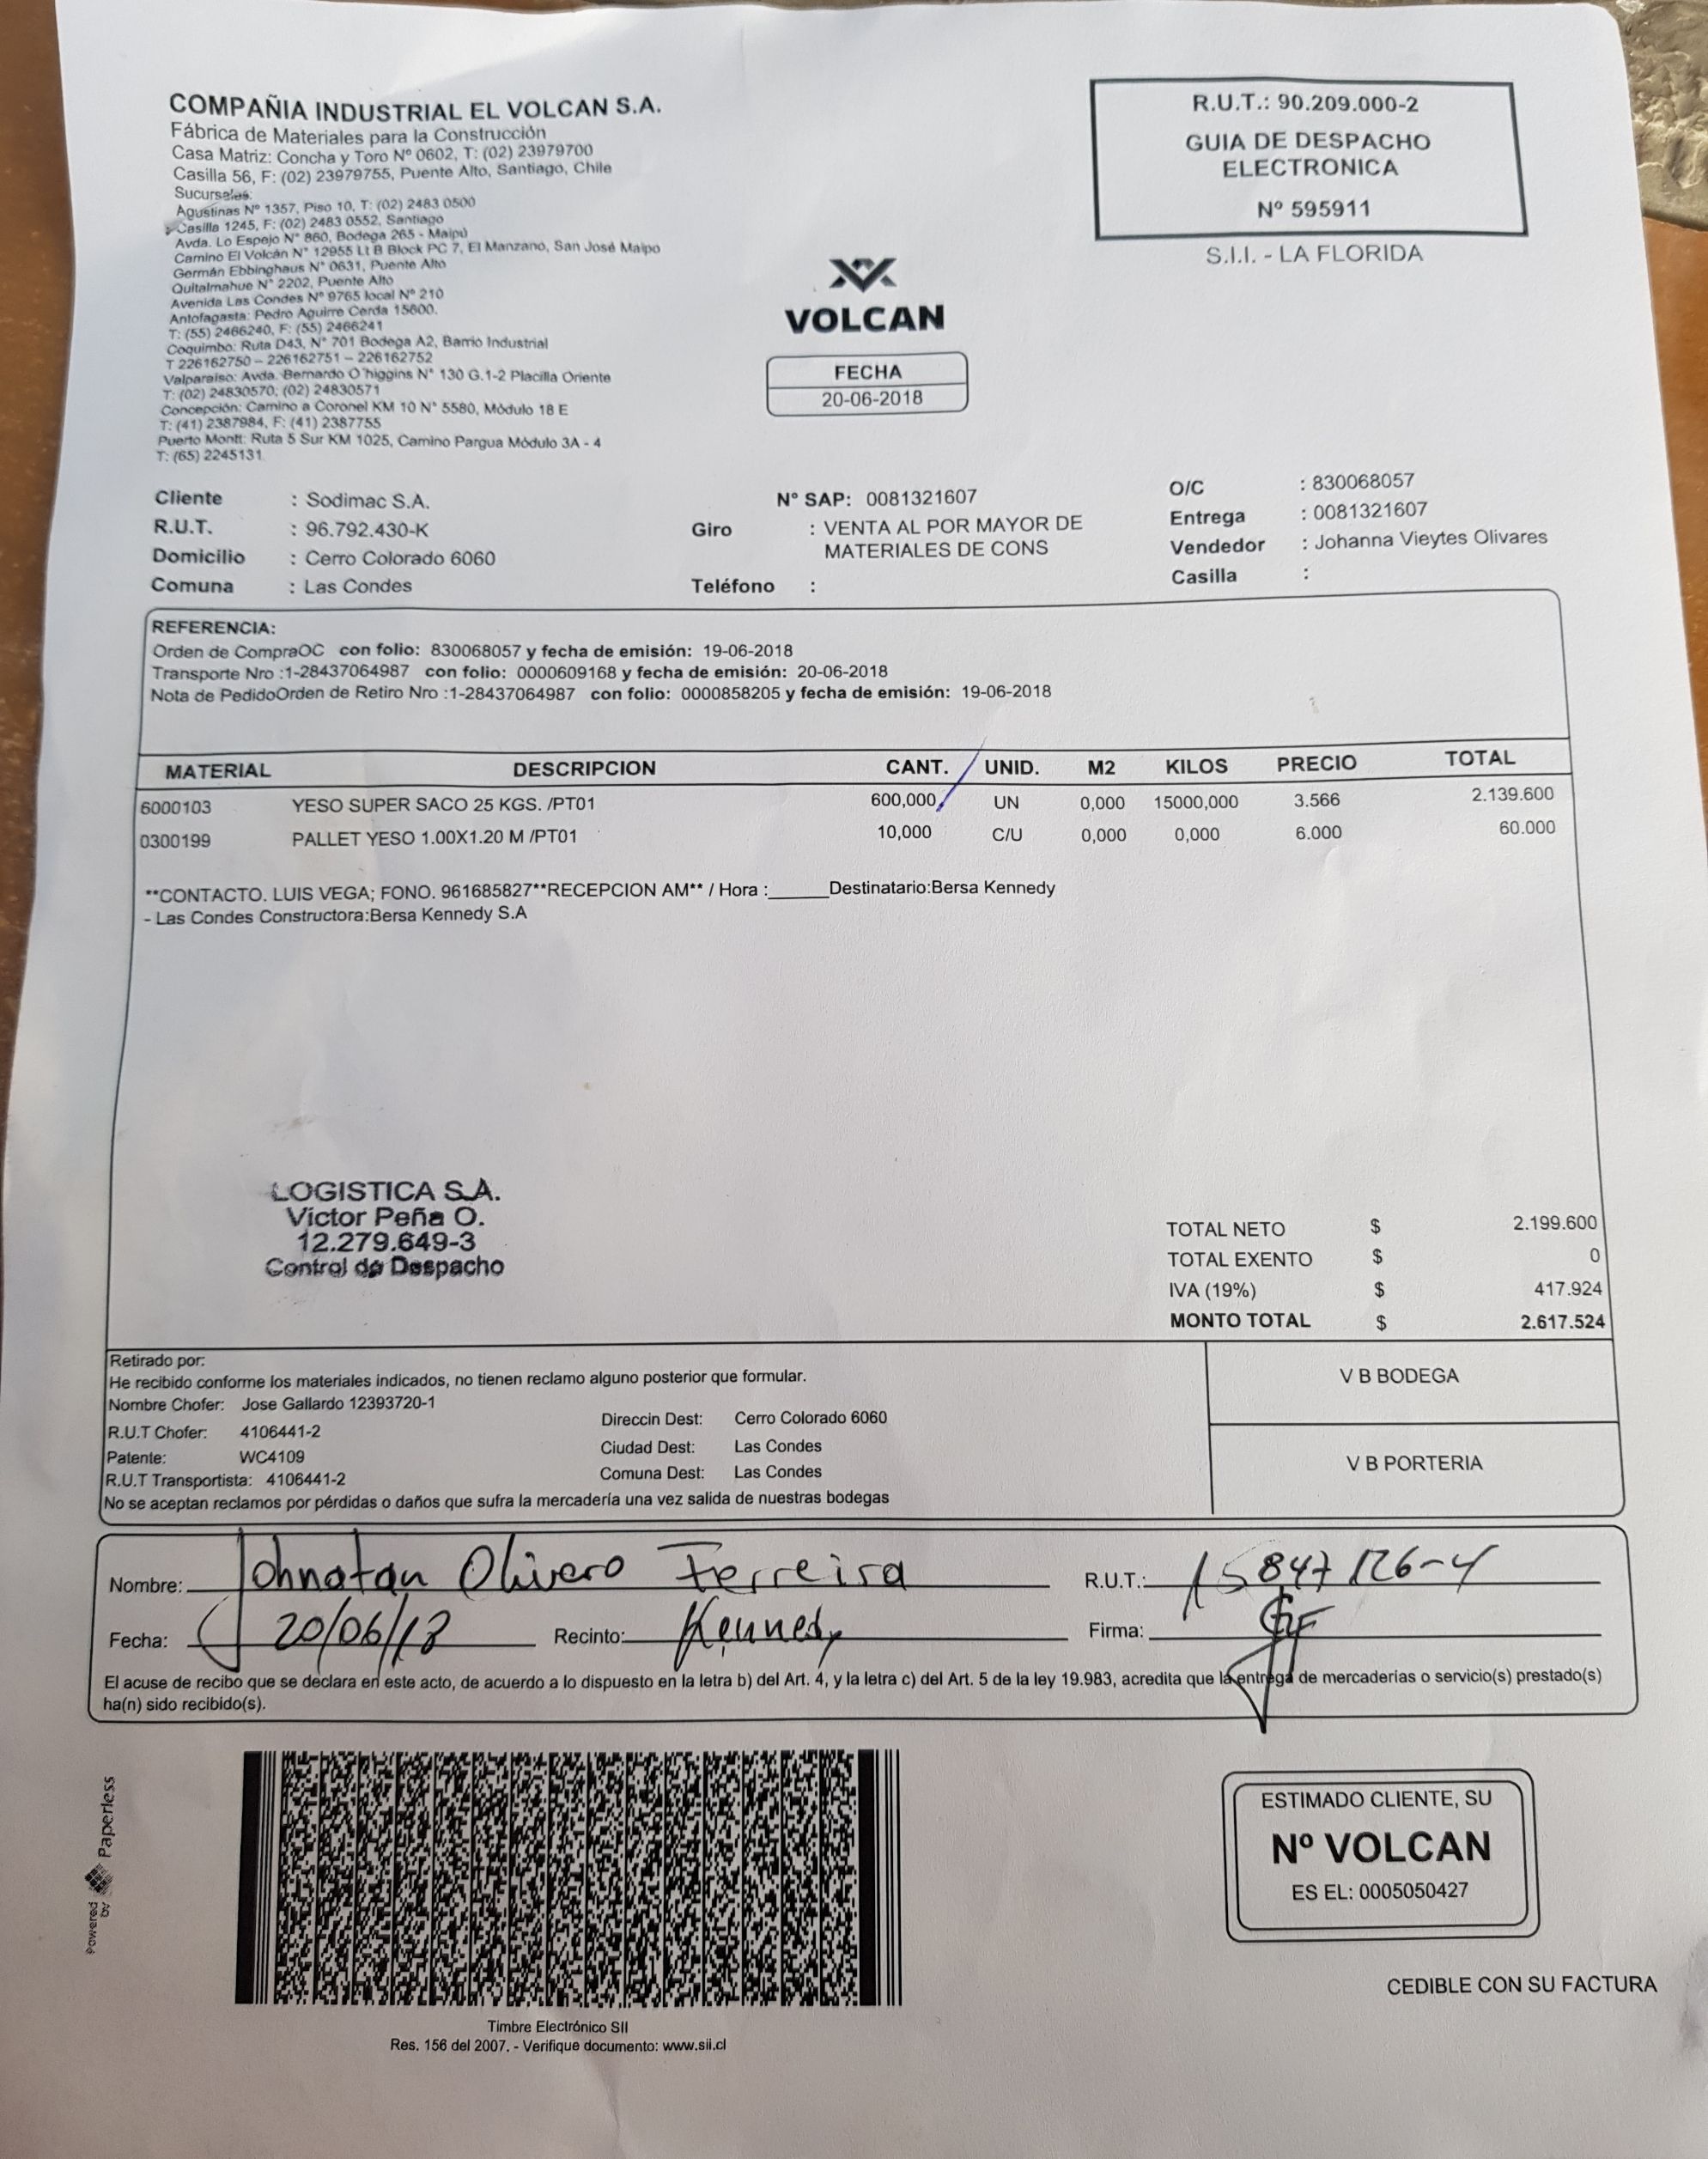 COMPAÑIA INDUSTRIAL EL VOLCAN S.A.
Fábrica de Materiales para la Construcción
Casa Matriz: Concha y Toro Nº 0602, T: (02) 23979700
Casilla 56, F: (02) 23979755, Puente Alto, Santiago, Chile
Sucursales:
Agustinas Nº 1357, Piso 10, T: (02) 2483 0500
Casilla 1245, F: (02) 2483 0552, Santiago
Avda. Lo Espejo N° 860, Bodega 265 - Maipú
Camino El Volcán N° 12955 Lt B Block PC 7, El Manzano, San José Maipo
Germán Ebbinghaus N° 0631, Puente Alto
Quitalmahue N° 2202, Puente Alto
Avenida Las Condes Nº 9765 local Nº 210
Antofagasta: Pedro Aguirre Cerda 15600.
T: (55) 2466240, F: (55) 2466241
Coquimbo: Ruta D43, N° 701 Bodega A2, Barrio Industrial
T 226162750 – 226162751 – 226162752
Valparaiso: Avda. Bernardo O´higgins N° 130 G.1-2 Placilla Oriente
T: (02) 24830570; (02) 24830571
Concepción: Camino a Coronel KM 10 N° 5580, Módulo 18 E
T: (41) 2387984, F: (41) 2387755
Puerto Montt: Ruta 5 Sur KM 1025, Camino Pargua Módulo 3A - 4
T: (65) 2245131
R.U.T.: 90.209.000-2
GUIA DE DESPACHO
ELECTRONICA
Nº 595911
S.I.I. - LA FLORIDA
VOLCAN
FECHA
20-06-2018
Cliente : Sodimac S.A. N° SAP: 0081321607 O/C : 830068057
R.U.T. : 96.792.430-K Giro : VENTA AL POR MAYOR DE Entrega : 0081321607
MATERIALES DE CONS Vendedor : Johanna Vieytes Olivares
Domicilio : Cerro Colorado 6060
Comuna : Las Condes Teléfono : Casilla :
REFERENCIA:
Orden de CompraOC con folio: 830068057 y fecha de emisión: 19-06-2018
Transporte Nro :1-28437064987 con folio: 0000609168 y fecha de emisión: 20-06-2018
Nota de PedidoOrden de Retiro Nro :1-28437064987 con folio: 0000858205 y fecha de emisión: 19-06-2018
MATERIAL DESCRIPCION CANT. UNID. M2 KILOS PRECIO TOTAL
6000103 YESO SUPER SACO 25 KGS. /PT01 600,000 UN 0,000 15000,000 3.566 2.139.600
0300199 PALLET YESO 1.00X1.20 M /PT01 10,000 C/U 0,000 0,000 6.000 60.000
**CONTACTO. LUIS VEGA; FONO. 961685827**RECEPCION AM** / Hora :______Destinatario:Bersa Kennedy
- Las Condes Constructora:Bersa Kennedy S.A
LOGISTICA S.A.
Victor Peña O.
12.279.649-3
Control de Despacho
TOTAL NETO $ 2.199.600
TOTAL EXENTO $ 0
IVA (19%) $ 417.924
MONTO TOTAL $ 2.617.524
Retirado por:
He recibido conforme los materiales indicados, no tienen reclamo alguno posterior que formular.
Nombre Chofer: Jose Gallardo 12393720-1
R.U.T Chofer: 4106441-2 Direccin Dest: Cerro Colorado 6060
Patente: WC4109 Ciudad Dest: Las Condes
R.U.T Transportista: 4106441-2 Comuna Dest: Las Condes
No se aceptan reclamos por pérdidas o daños que sufra la mercadería una vez salida de nuestras bodegas
V B BODEGA
V B PORTERIA
Nombre: Johnatan Olivero Ferreira R.U.T.: 15847126-4
Fecha: 20/06/18 Recinto: Kennedy Firma:
El acuse de recibo que se declara en este acto, de acuerdo a lo dispuesto en la letra b) del Art. 4, y la letra c) del Art. 5 de la ley 19.983, acredita que la entrega de mercaderías o servicio(s) prestado(s)
ha(n) sido recibido(s).
Powered by Paperless
Timbre Electrónico SII
Res. 156 del 2007. - Verifique documento: www.sii.cl
ESTIMADO CLIENTE, SU
Nº VOLCAN
ES EL: 0005050427
CEDIBLE CON SU FACTURA